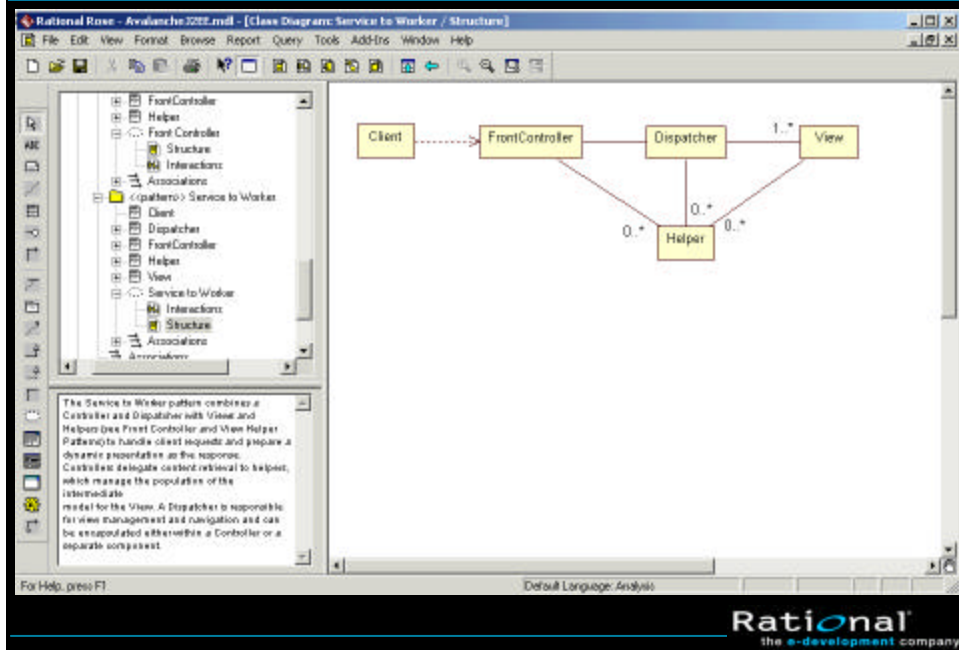 Rational Rose - AvalancheJ2EE.mdl - [Class Diagram: Service to Worker / Structure]
File Edit View Format Browse Report Query Tools Add-Ins Window Help
FrontController
Helper
Front Controller
Structure
Interactions
Associations
<<pattern>> Service to Worker
Client
Dispatcher
FrontController
Helper
View
Service to Worker
Interactions
Structure
Associations
Associations
ABC
The Service to Worker pattern combines a
Controller and Dispatcher with Views and
Helpers (see Front Controller and View Helper
Patterns) to handle client requests and prepare a
dynamic presentation as the response.
Controllers delegate content retrieval to helpers,
which manage the population of the
intermediate
model for the View. A Dispatcher is responsible
for view management and navigation and can
be encapsulated either within a Controller or a
separate component.
Client
FrontController
Dispatcher
1..*
View
0..*
0..*
0..*
Helper
For Help, press F1
Default Language: Analysis
Rational
the e-development company